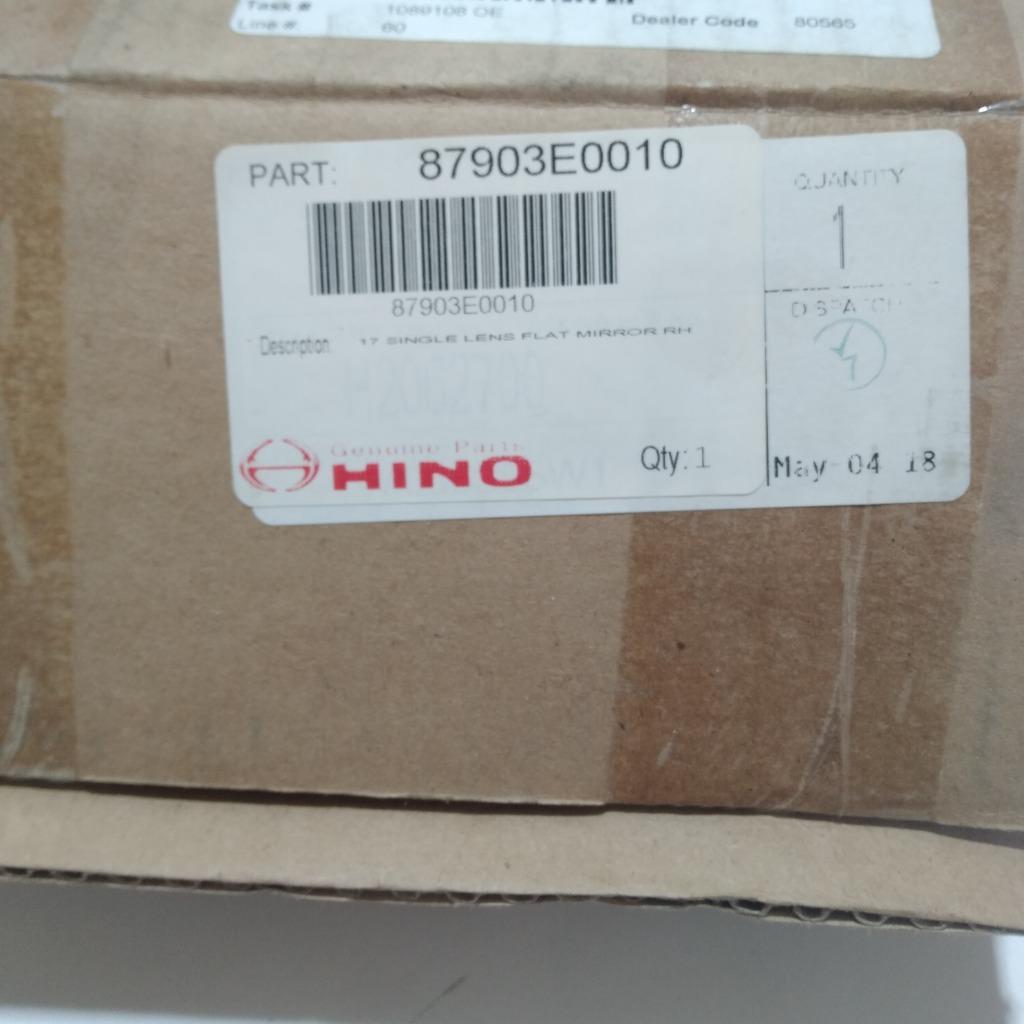 Task # 1089108 OE
Line #: 60 Dealer Code 80565
PART: 87903E0010
87903E0010
Description: 17 SINGLE LENS FLAT MIRROR RH
Genuine Parts
HINO
Qty: 1
QUANTITY
1
DISPATCH
May 04 18